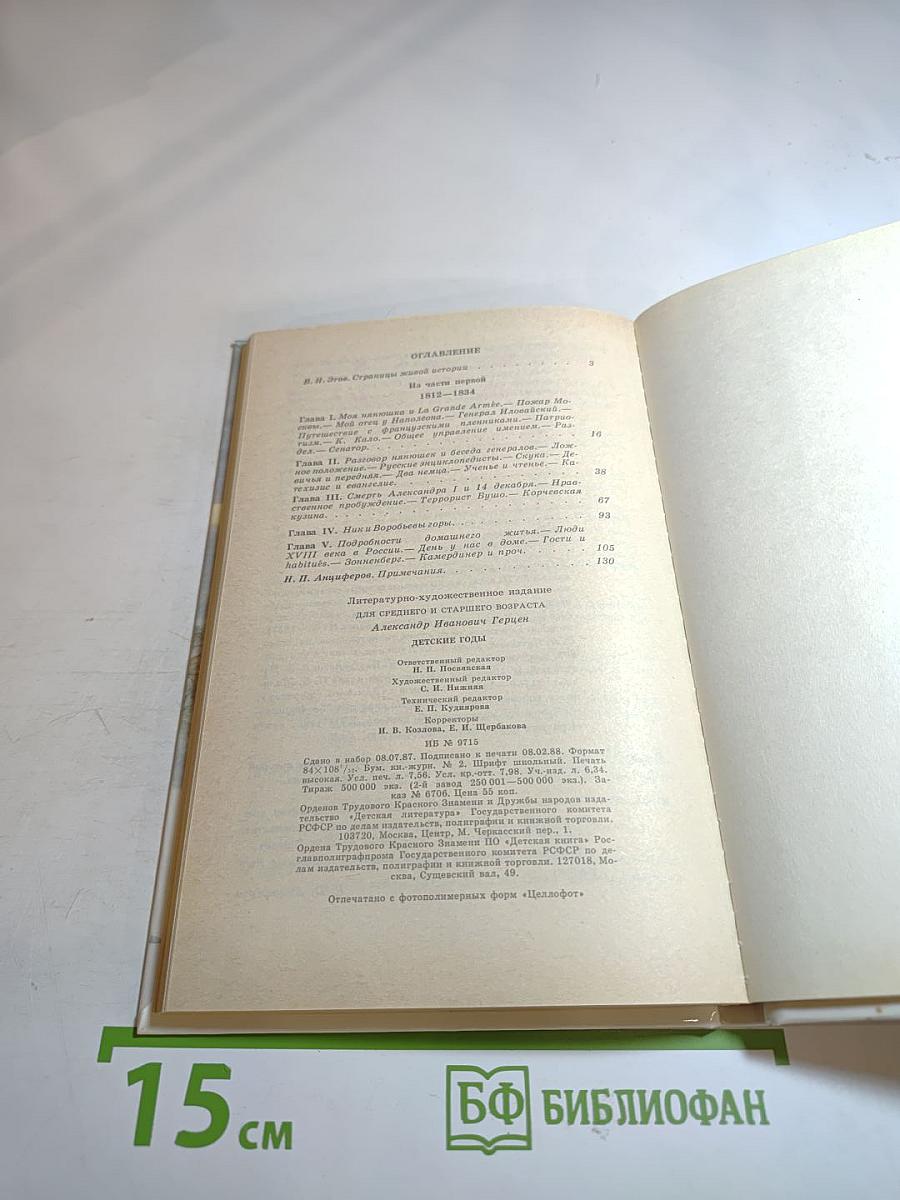 ОГЛАВЛЕНИЕ
В. И. Этов. Страницы живой истории . . . . . . . . 3
Из части первой
1812—1834
Глава I. Моя нянюшка и La Grande Armée.— Пожар Мо-
сквы.— Мой отец у Наполеона.— Генерал Иловайский.—
Путешествие с французскими пленниками.— Патрио-
тизм.— К. Кало.— Общее управление имением.— Раз-
дел.— Сенатор. . . . . . . . . . . . . . . 16
Глава II. Разговор нянюшек и беседа генералов.— Лож-
ное положение.— Русские энциклопедисты.— Скука.— Де-
вичья и передняя.— Два немца.— Ученье и чтенье.— Ка-
техизис и евангелие. . . . . . . . . . . . . 38
Глава III. Смерть Александра I и 14 декабря.— Нрав-
ственное пробуждение.— Террорист Бушо.— Корчевская
кузина. . . . . . . . . . . . . . . . . 67
Глава IV. Ник и Воробьевы горы. . . . . . . . . . 93
Глава V. Подробности домашнего житья.— Люди
XVIII века в России.— День у нас в доме.— Гости и
habitués.— Зонненберг.— Камердинер и проч. . . . . . 105
Н. П. Анциферов. Примечания. . . . . . . . . . . 130
Литературно-художественное издание
ДЛЯ СРЕДНЕГО И СТАРШЕГО ВОЗРАСТА
Александр Иванович Герцен
ДЕТСКИЕ ГОДЫ
Ответственный редактор
Н. П. Посвянская
Художественный редактор
С. И. Нижняя
Технический редактор
Е. П. Кудиярова
Корректоры
И. В. Козлова, Е. И. Щербакова
ИБ № 9715
Сдано в набор 08.07.87. Подписано к печати 08.02.88. Формат
84×108¹/₃₂. Бум. кн.-журн. № 2. Шрифт школьный. Печать
высокая. Усл. печ. л. 7,56. Усл. кр.-отт. 7,98. Уч.-изд. л. 6,34.
Тираж 500 000 экз. (2-й завод 250 001—500 000 экз.). За-
каз № 6706. Цена 55 коп.
Орденов Трудового Красного Знамени и Дружбы народов изда-
тельство «Детская литература» Государственного комитета
РСФСР по делам издательств, полиграфии и книжной торговли.
103720, Москва, Центр, М. Черкасский пер., 1.
Ордена Трудового Красного Знамени ПО «Детская книга» Рос-
главполиграфпрома Государственного комитета РСФСР по де-
лам издательств, полиграфии и книжной торговли. 127018, Мо-
сква, Сущевский вал, 49.
Отпечатано с фотополимерных форм «Целлофот»
15 см
БФ БИБЛИОФАН